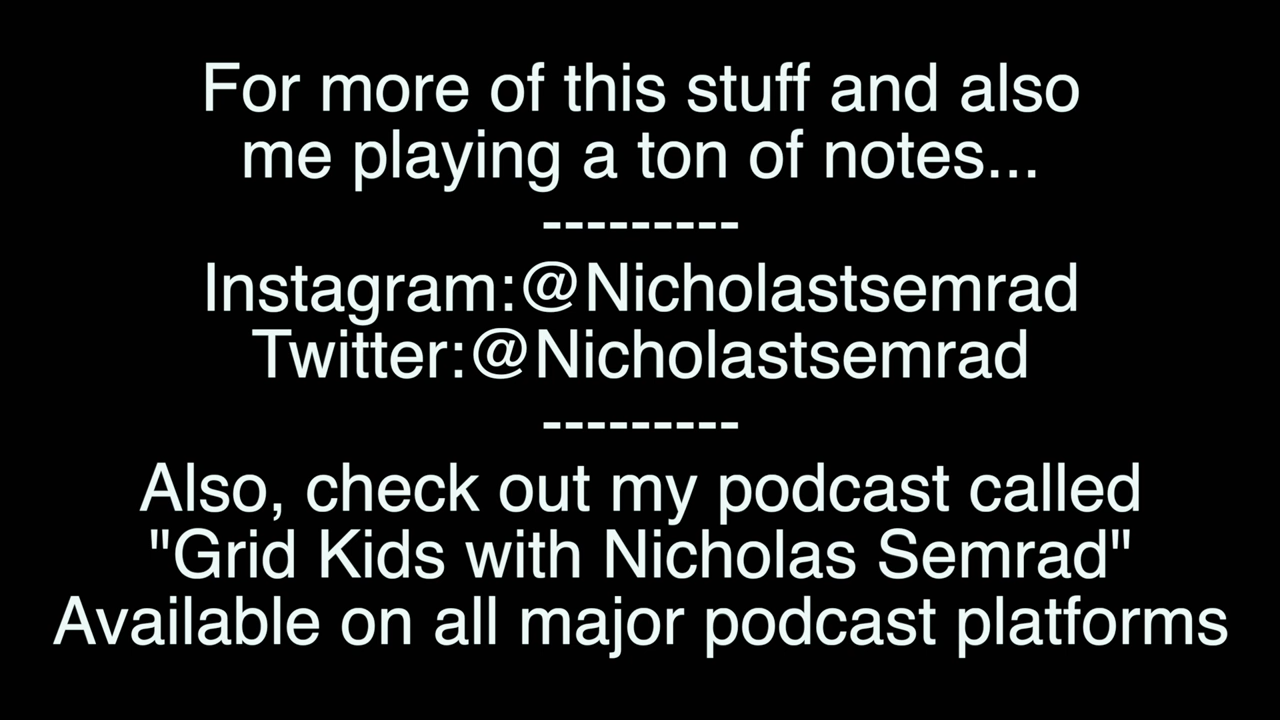 For more of this stuff and also
me playing a ton of notes...
---------
Instagram:@Nicholastsemrad
Twitter:@Nicholastsemrad
---------
Also, check out my podcast called
"Grid Kids with Nicholas Semrad"
Available on all major podcast platforms